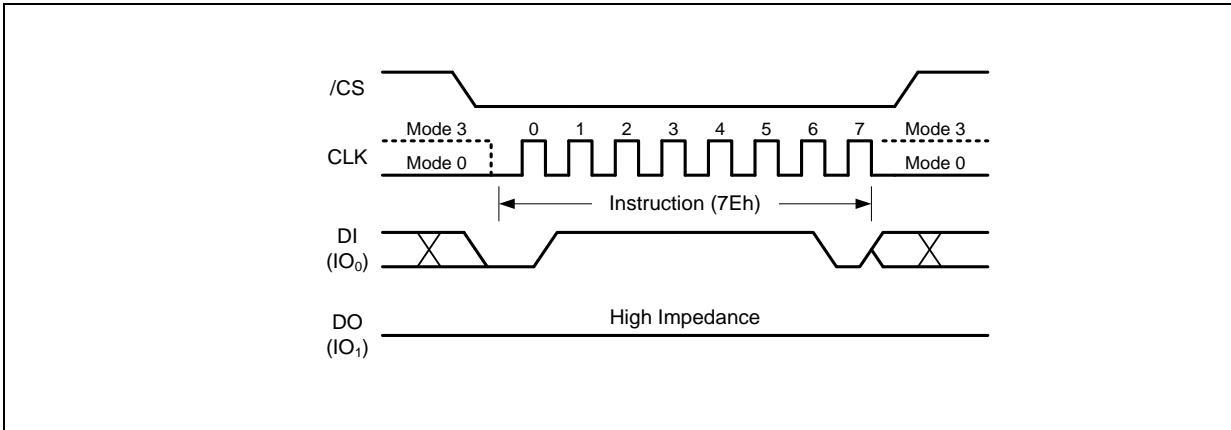 /CS
Mode 3 0 1 2 3 4 5 6 7 Mode 3
CLK
Mode 0 Mode 0
Instruction (7Eh)
DI
(IO₀)
High Impedance
DO
(IO₁)